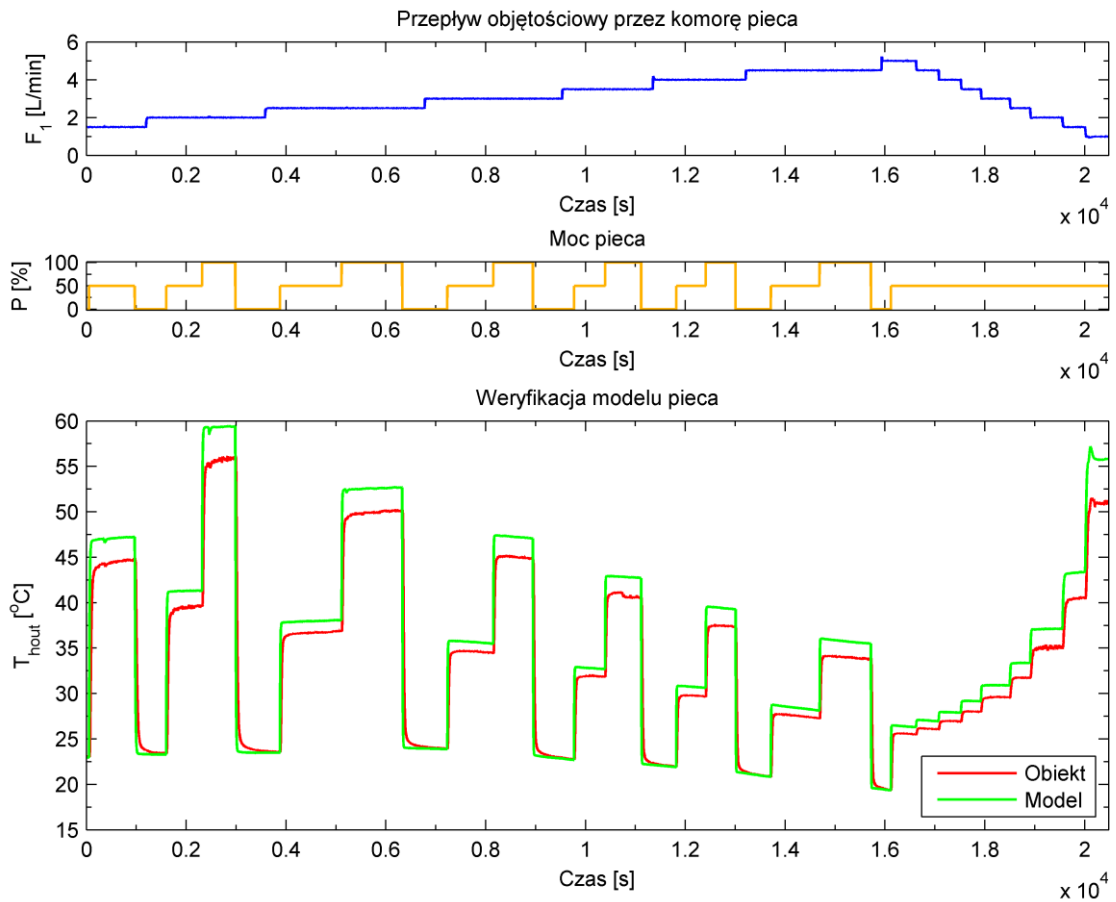 Przepływ objętościowy przez komorę pieca
6
4
2
0
F1 [L/min]
0 0.2 0.4 0.6 0.8 1 1.2 1.4 1.6 1.8 2
Czas [s]
x 10^4
Moc pieca
100
50
0
P [%]
0 0.2 0.4 0.6 0.8 1 1.2 1.4 1.6 1.8 2
Czas [s]
x 10^4
Weryfikacja modelu pieca
60
55
50
45
40
35
30
25
20
15
Thout [°C]
Obiekt
Model
0 0.2 0.4 0.6 0.8 1 1.2 1.4 1.6 1.8 2
Czas [s]
x 10^4